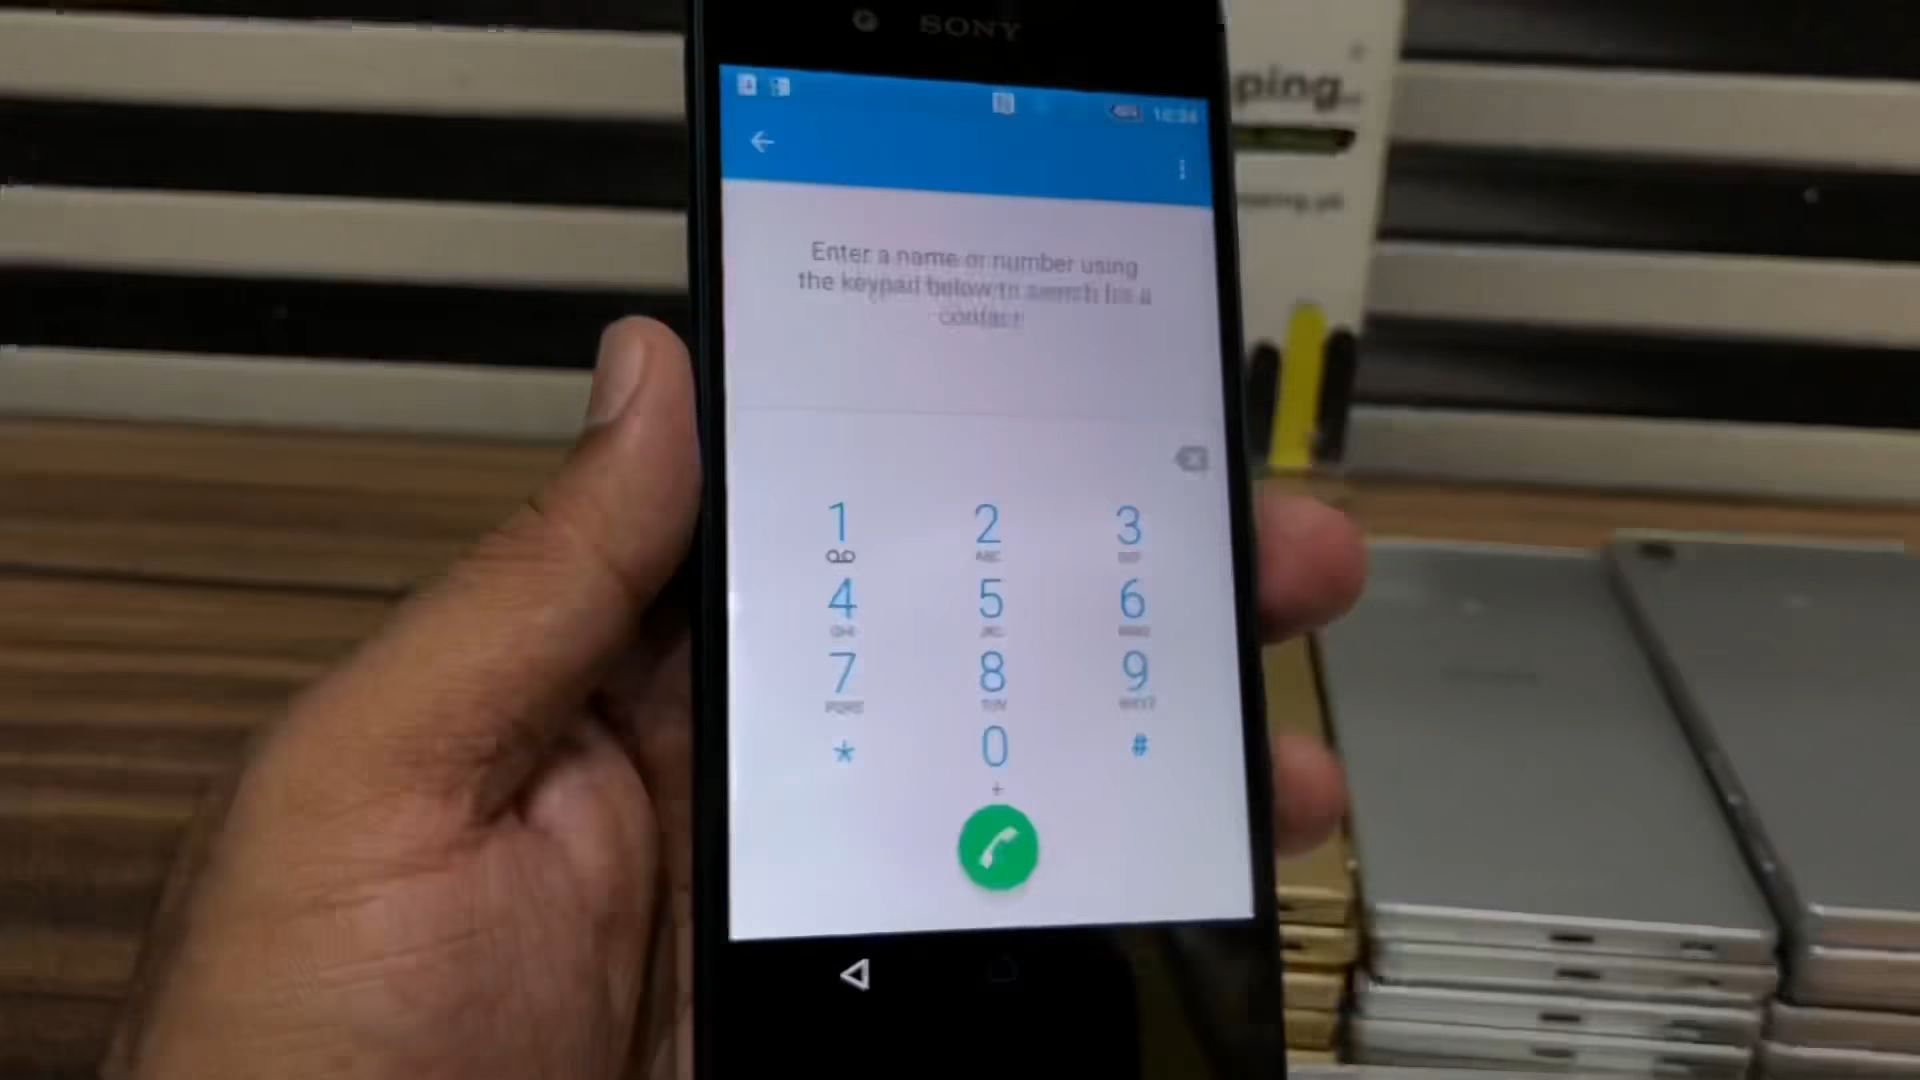 SONY
ping
Enter a name or number using
the keypad below to search for a
contact
1
2
ABC
3
DEF
4
GHI
5
JKL
6
MNO
7
PQRS
8
TUV
9
WXYZ
*
0
#
+